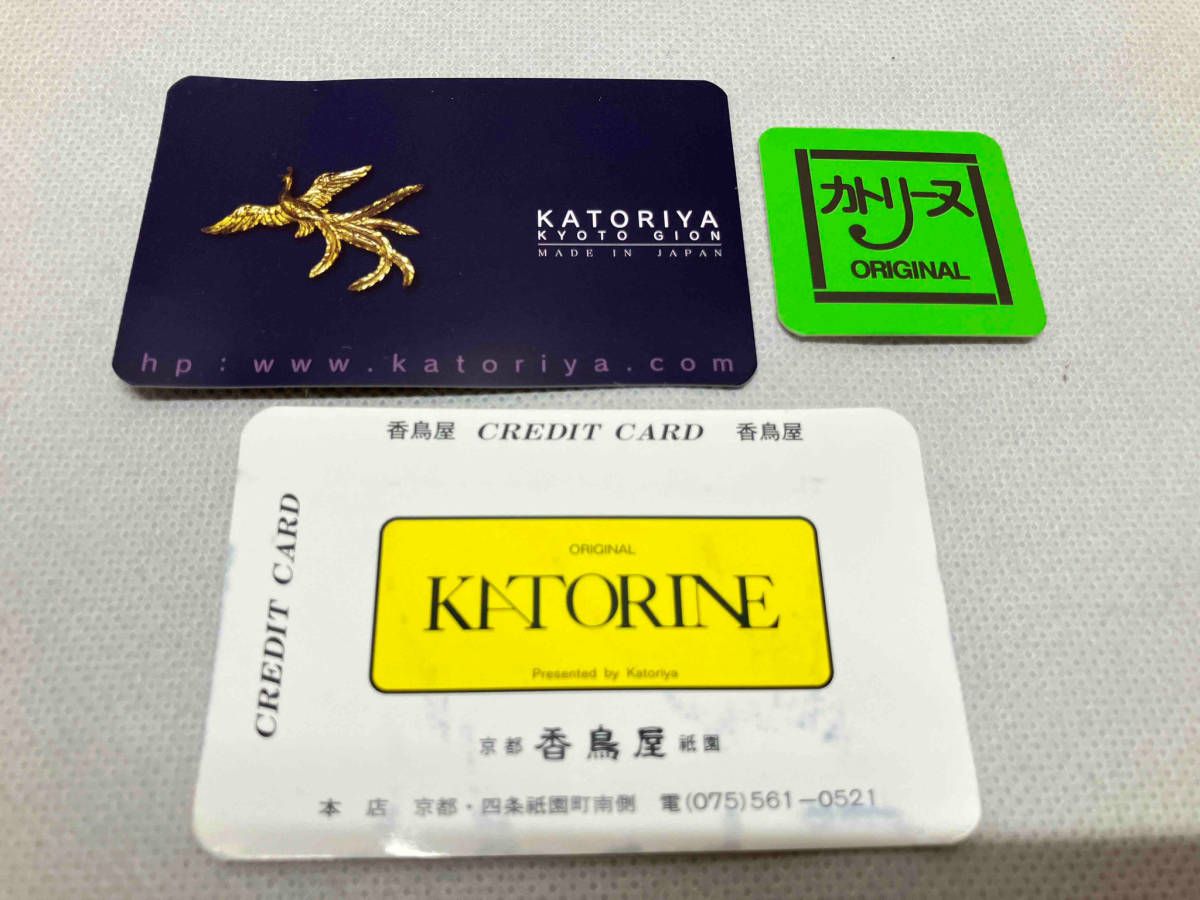 KATORIYA
KYOTO GION
MADE IN JAPAN
hp:www.katoriya.com
カトリーヌ
ORIGINAL
香鳥屋 CREDIT CARD 香鳥屋
CREDIT CARD
ORIGINAL
KATORINE
Presented by Katoriya
京都 香鳥屋 祇園
本 店 京都・四条祇園町南側 電(075)561-0521